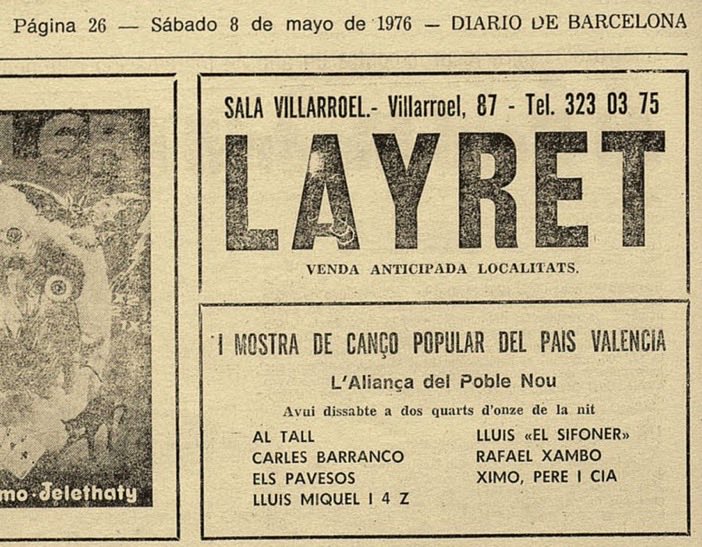 Página 26 — Sábado 8 de mayo de 1976 — DIARIO DE BARCELONA
SALA VILLARROEL.- Villarroel, 87 - Tel. 323 03 75
LAYRET
VENDA ANTICIPADA LOCALITATS.
I MOSTRA DE CANÇO POPULAR DEL PAIS VALENCIA
L'Aliança del Poble Nou
Avui dissabte a dos quarts d'onze de la nit
AL TALL
CARLES BARRANCO
ELS PAVESOS
LLUIS MIQUEL I 4 Z
LLUIS «EL SIFONER»
RAFAEL XAMBO
XIMO, PERE I CIA
mo-Jelethaty